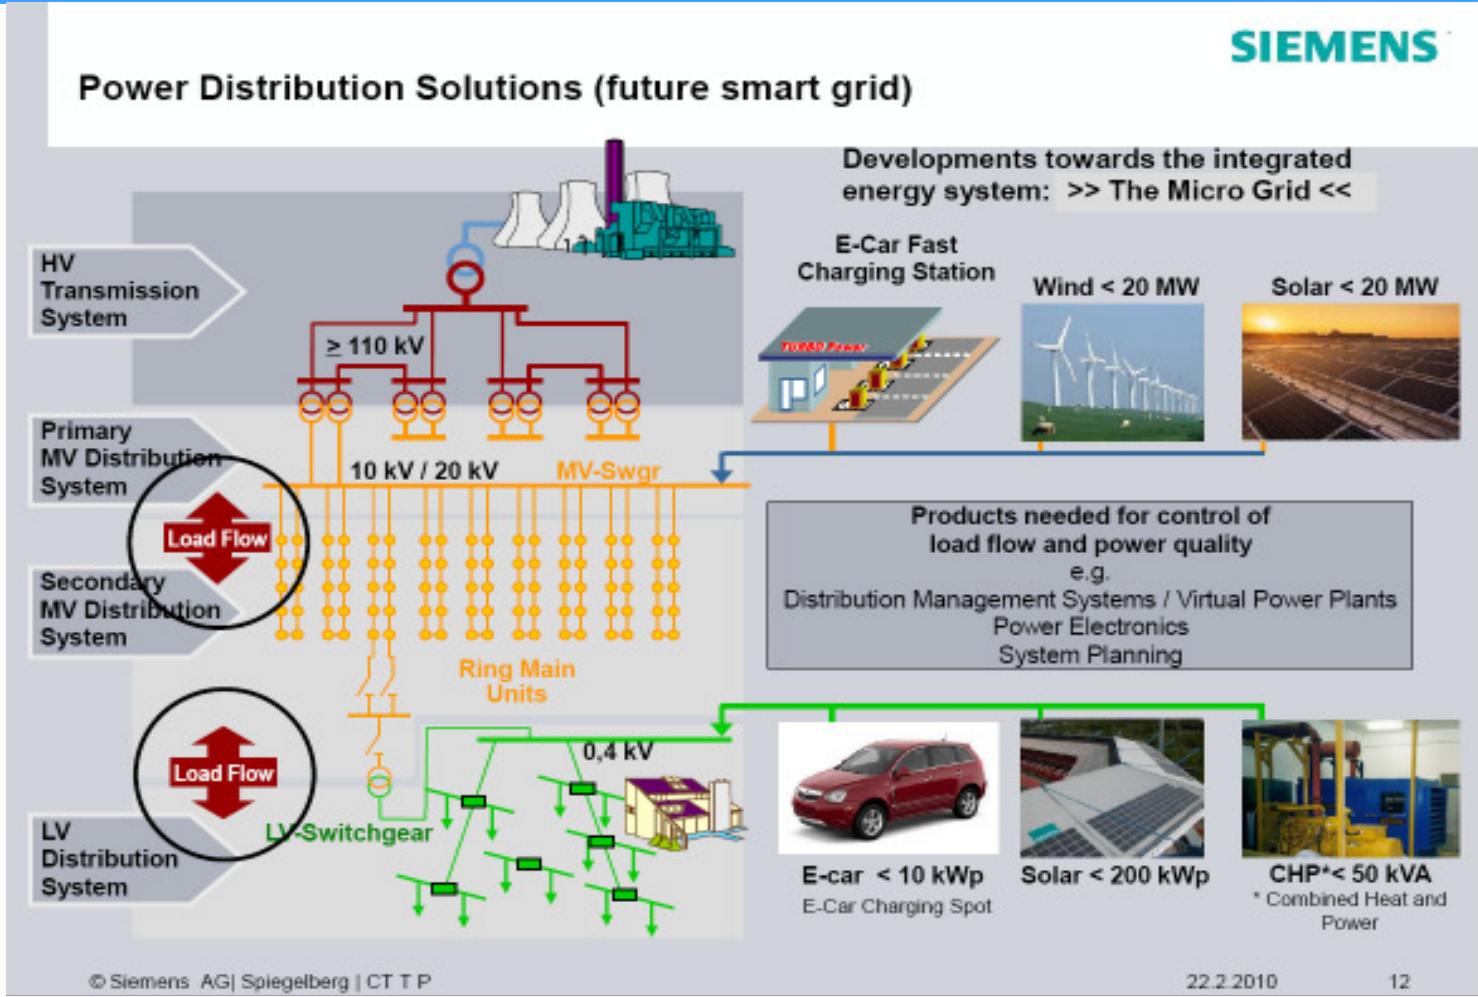 SIEMENS
Power Distribution Solutions (future smart grid)
Developments towards the integrated
energy system: >> The Micro Grid <<
HV
Transmission
System
≥ 110 kV
E-Car Fast
Charging Station
TURBO Power
Wind < 20 MW
Solar < 20 MW
Primary
MV Distribution
System
10 kV / 20 kV
MV-Swgr
Load Flow
Secondary
MV Distribution
System
Ring Main
Units
Products needed for control of
load flow and power quality
e.g.
Distribution Management Systems / Virtual Power Plants
Power Electronics
System Planning
Load Flow
0,4 kV
LV-Switchgear
LV
Distribution
System
E-car < 10 kWp
E-Car Charging Spot
Solar < 200 kWp
CHP*< 50 kVA
* Combined Heat and
Power
© Siemens AG| Spiegelberg | CT T P
22.2.2010
12